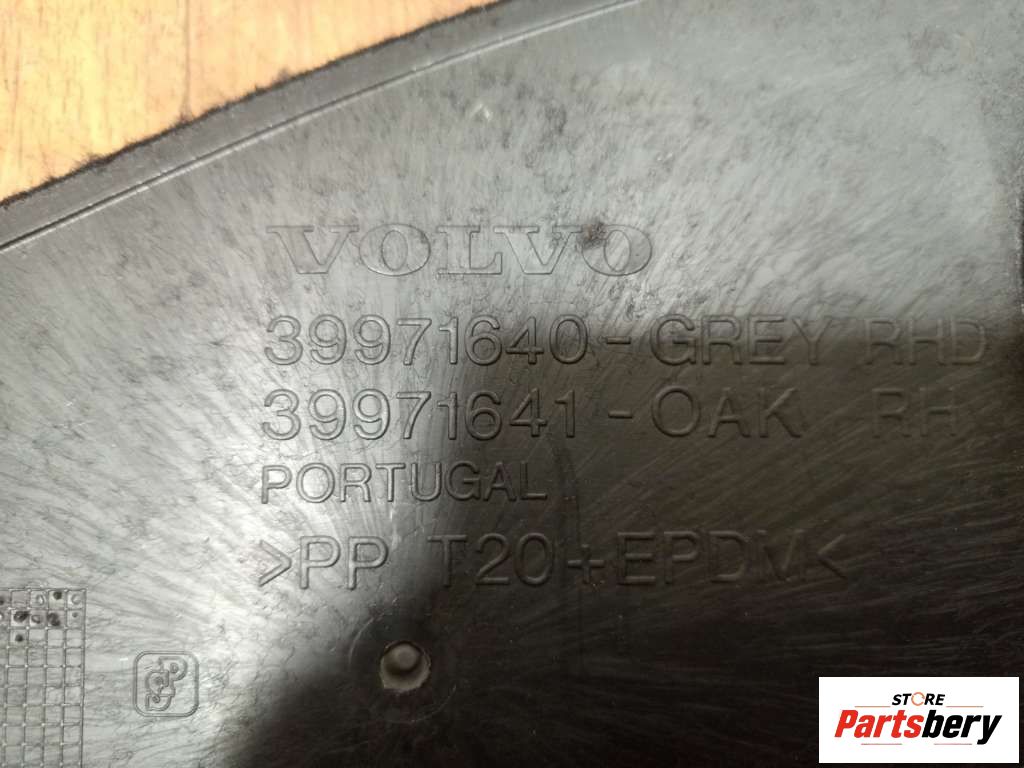 VOLVO
39971640-GREY RHD
39971641-OAK RH
PORTUGAL
>PP T20+EPDM<
STORE
Partsbery